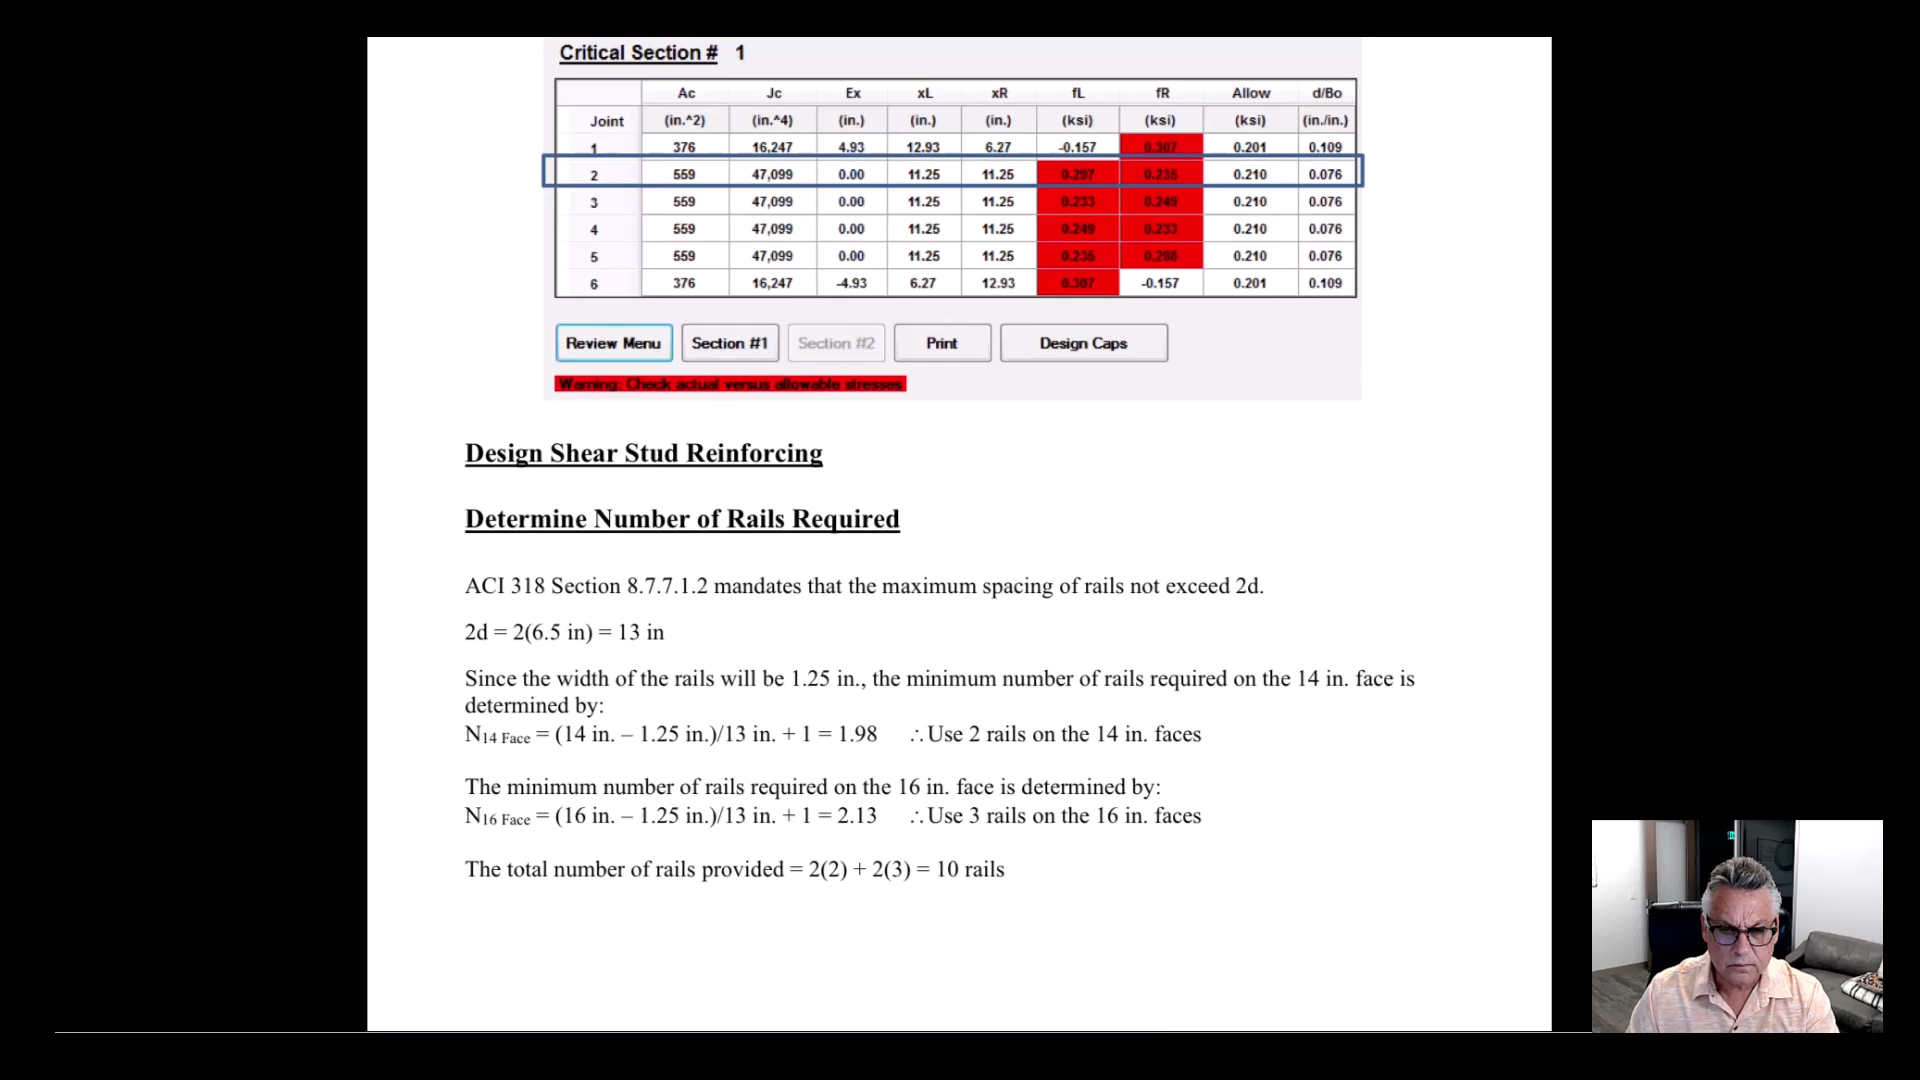 Critical Section # 1
Ac Jc Ex xL xR fL fR Allow d/Bo
Joint (in.^2) (in.^4) (in.) (in.) (in.) (ksi) (ksi) (ksi) (in./in.)
1 376 16,247 4.93 12.93 6.27 -0.157 0.307 0.201 0.109
2 559 47,099 0.00 11.25 11.25 0.297 0.236 0.210 0.076
3 559 47,099 0.00 11.25 11.25 0.233 0.249 0.210 0.076
4 559 47,099 0.00 11.25 11.25 0.249 0.233 0.210 0.076
5 559 47,099 0.00 11.25 11.25 0.236 0.298 0.210 0.076
6 376 16,247 -4.93 6.27 12.93 0.307 -0.157 0.201 0.109
Review Menu Section #1 Section #2 Print Design Caps
Warning: Check actual versus allowable stresses
Design Shear Stud Reinforcing
Determine Number of Rails Required
ACI 318 Section 8.7.7.1.2 mandates that the maximum spacing of rails not exceed 2d.
2d = 2(6.5 in) = 13 in
Since the width of the rails will be 1.25 in., the minimum number of rails required on the 14 in. face is
determined by:
N14 Face = (14 in. – 1.25 in.)/13 in. + 1 = 1.98 ∴Use 2 rails on the 14 in. faces
The minimum number of rails required on the 16 in. face is determined by:
N16 Face = (16 in. – 1.25 in.)/13 in. + 1 = 2.13 ∴Use 3 rails on the 16 in. faces
The total number of rails provided = 2(2) + 2(3) = 10 rails